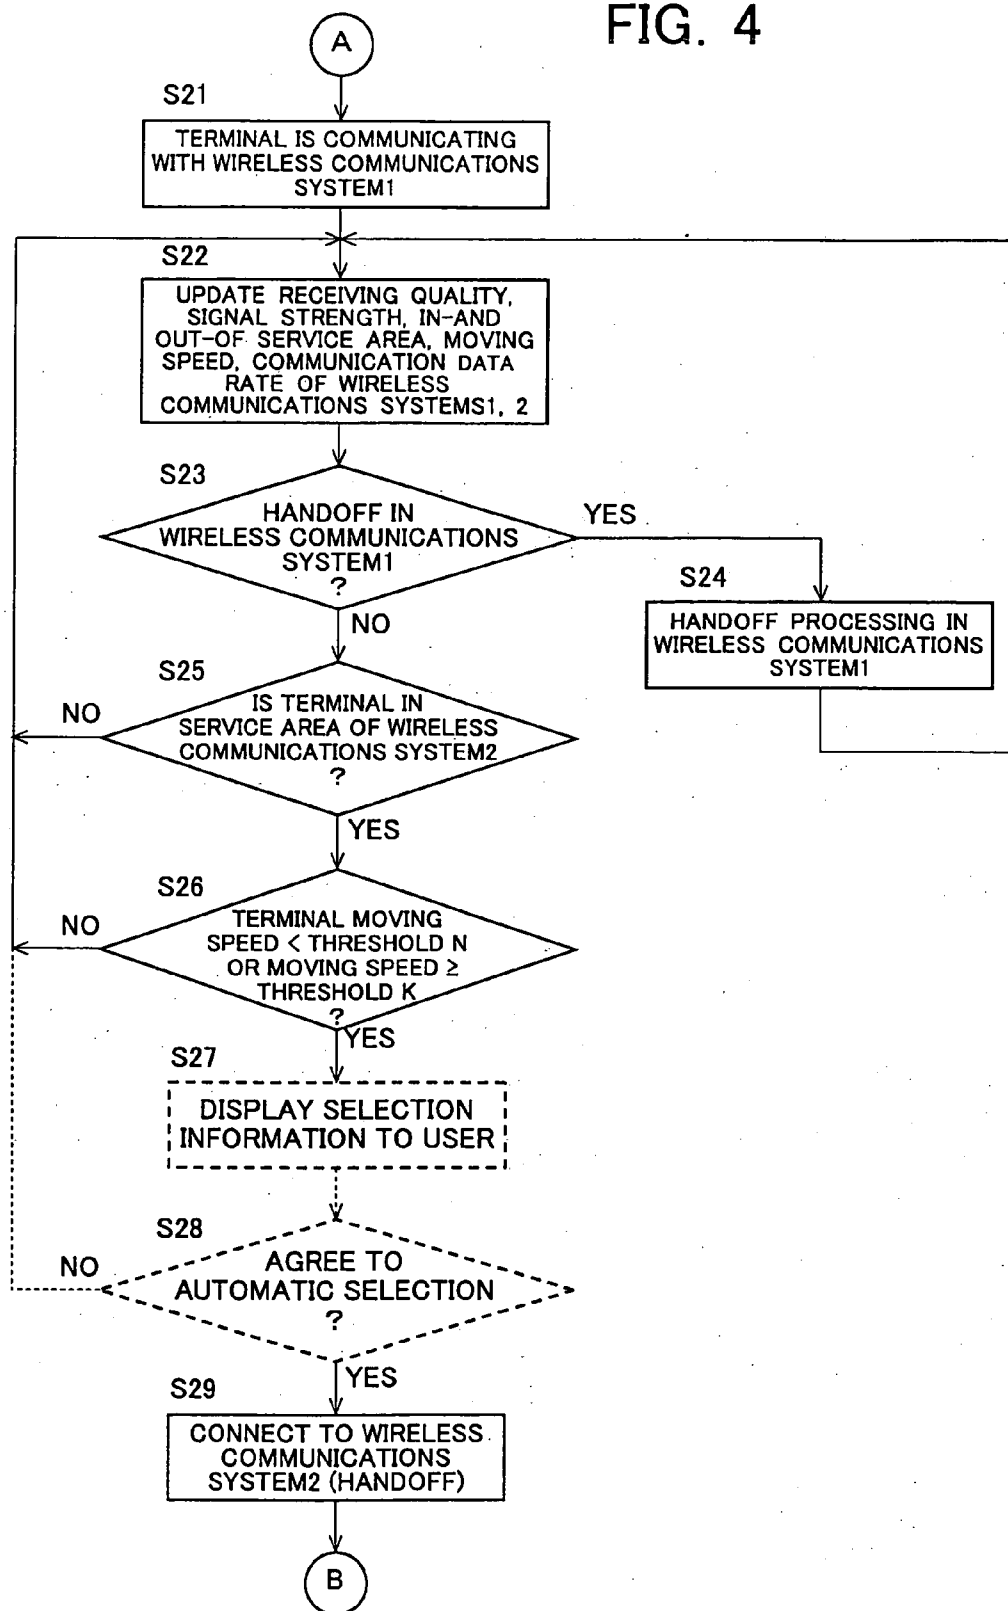 FIG. 4
A
S21
TERMINAL IS COMMUNICATING
WITH WIRELESS COMMUNICATIONS
SYSTEM1
S22
UPDATE RECEIVING QUALITY,
SIGNAL STRENGTH, IN-AND
OUT-OF SERVICE AREA, MOVING
SPEED, COMMUNICATION DATA
RATE OF WIRELESS
COMMUNICATIONS SYSTEMS1, 2
S23
HANDOFF IN
WIRELESS COMMUNICATIONS
SYSTEM1
?
YES
NO
S24
HANDOFF PROCESSING IN
WIRELESS COMMUNICATIONS
SYSTEM1
S25
IS TERMINAL IN
SERVICE AREA OF WIRELESS
COMMUNICATIONS SYSTEM2
?
NO
YES
S26
TERMINAL MOVING
SPEED < THRESHOLD N
OR MOVING SPEED ≥
THRESHOLD K
?
NO
YES
S27
DISPLAY SELECTION
INFORMATION TO USER
S28
AGREE TO
AUTOMATIC SELECTION
?
NO
YES
S29
CONNECT TO WIRELESS
COMMUNICATIONS
SYSTEM2 (HANDOFF)
B